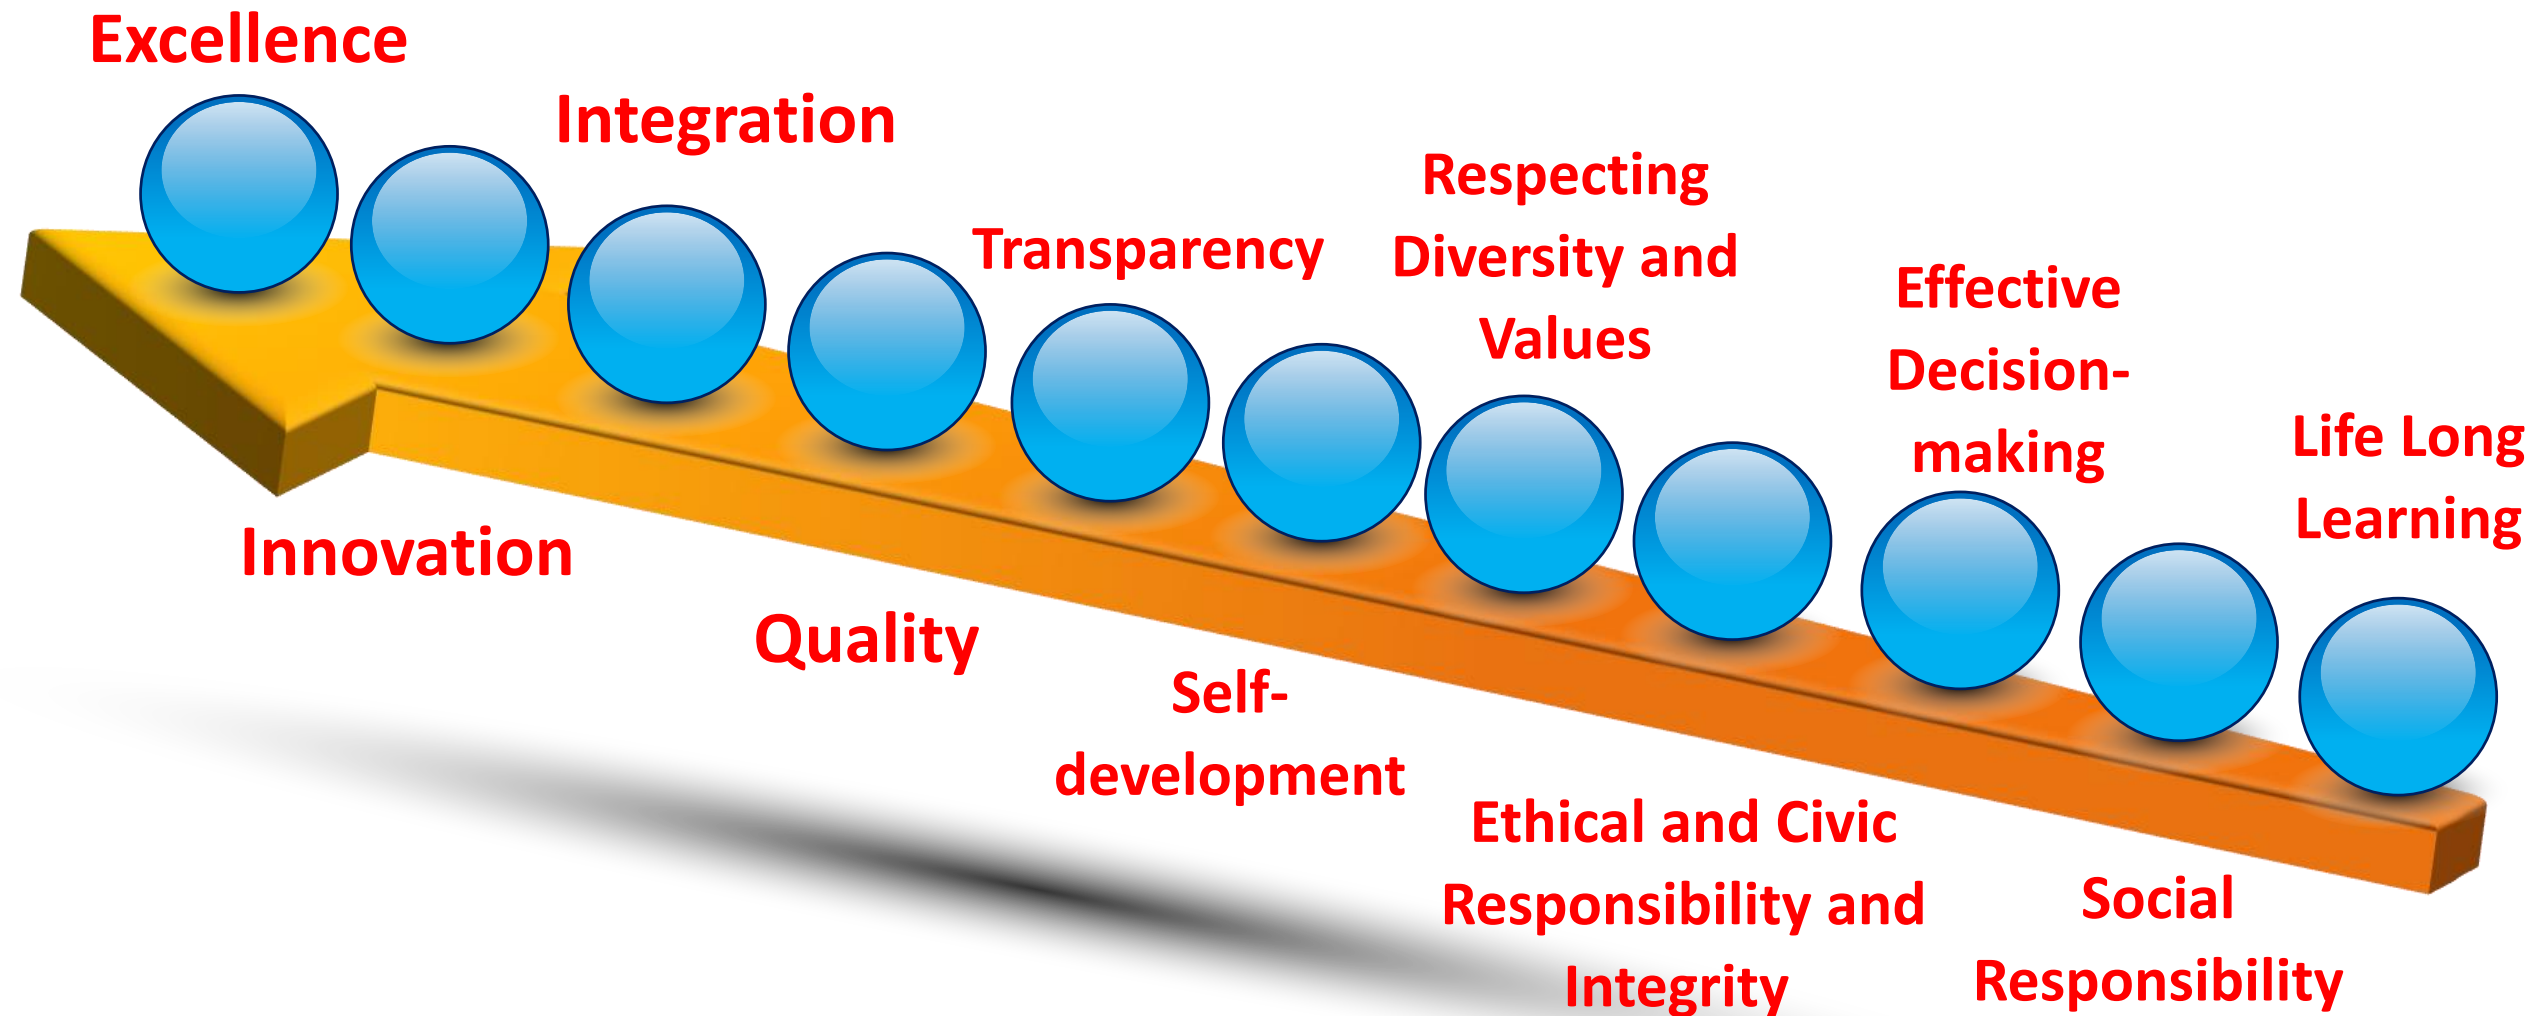 Excellence
Integration
Transparency
Respecting
Diversity and
Values
Effective
Decision-
making
Life Long
Learning
Innovation
Quality
Self-
development
Ethical and Civic
Responsibility and
Integrity
Social
Responsibility